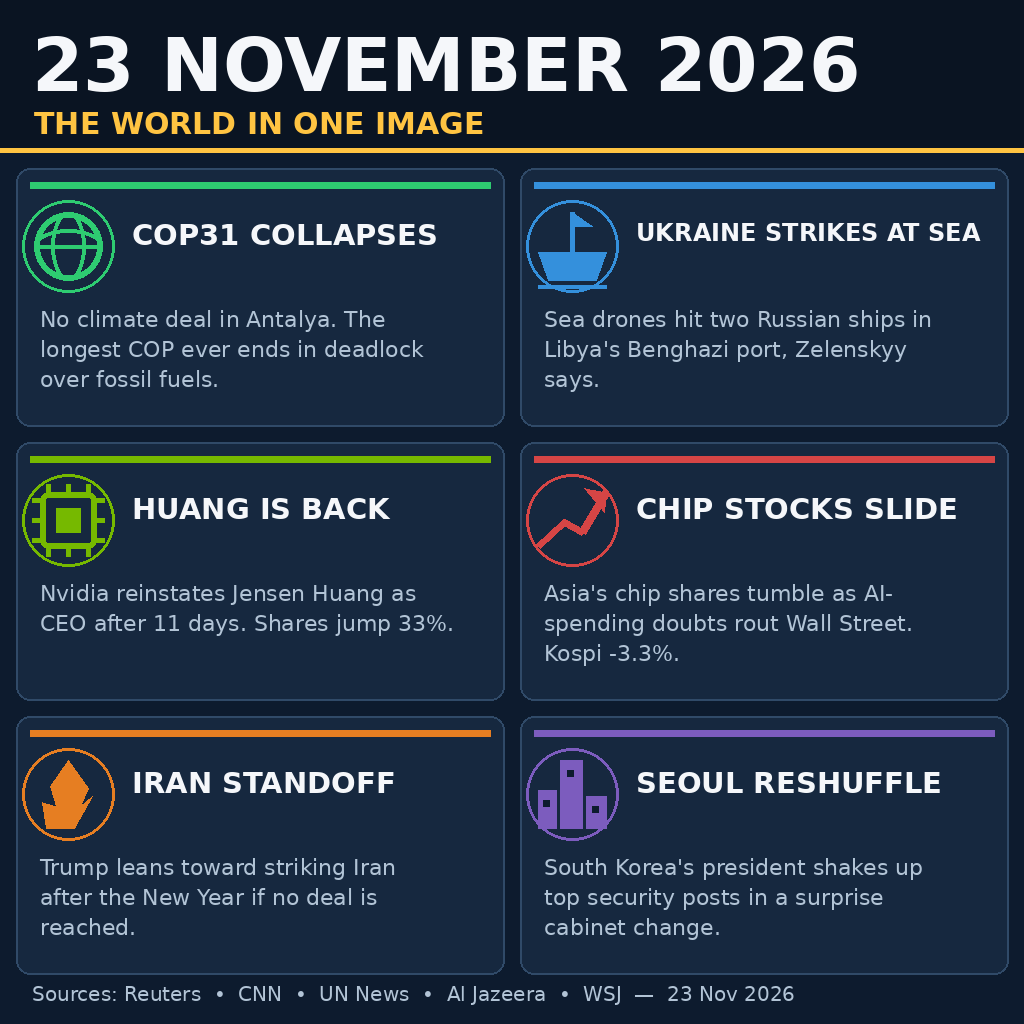 23 NOVEMBER 2026
THE WORLD IN ONE IMAGE
COP31 COLLAPSES
No climate deal in Antalya. The
longest COP ever ends in deadlock
over fossil fuels.
UKRAINE STRIKES AT SEA
Sea drones hit two Russian ships in
Libya's Benghazi port, Zelenskyy
says.
HUANG IS BACK
Nvidia reinstates Jensen Huang as
CEO after 11 days. Shares jump 33%.
CHIP STOCKS SLIDE
Asia's chip shares tumble as AI-
spending doubts rout Wall Street.
Kospi -3.3%.
IRAN STANDOFF
Trump leans toward striking Iran
after the New Year if no deal is
reached.
SEOUL RESHUFFLE
South Korea's president shakes up
top security posts in a surprise
cabinet change.
Sources: Reuters • CNN • UN News • Al Jazeera • WSJ — 23 Nov 2026